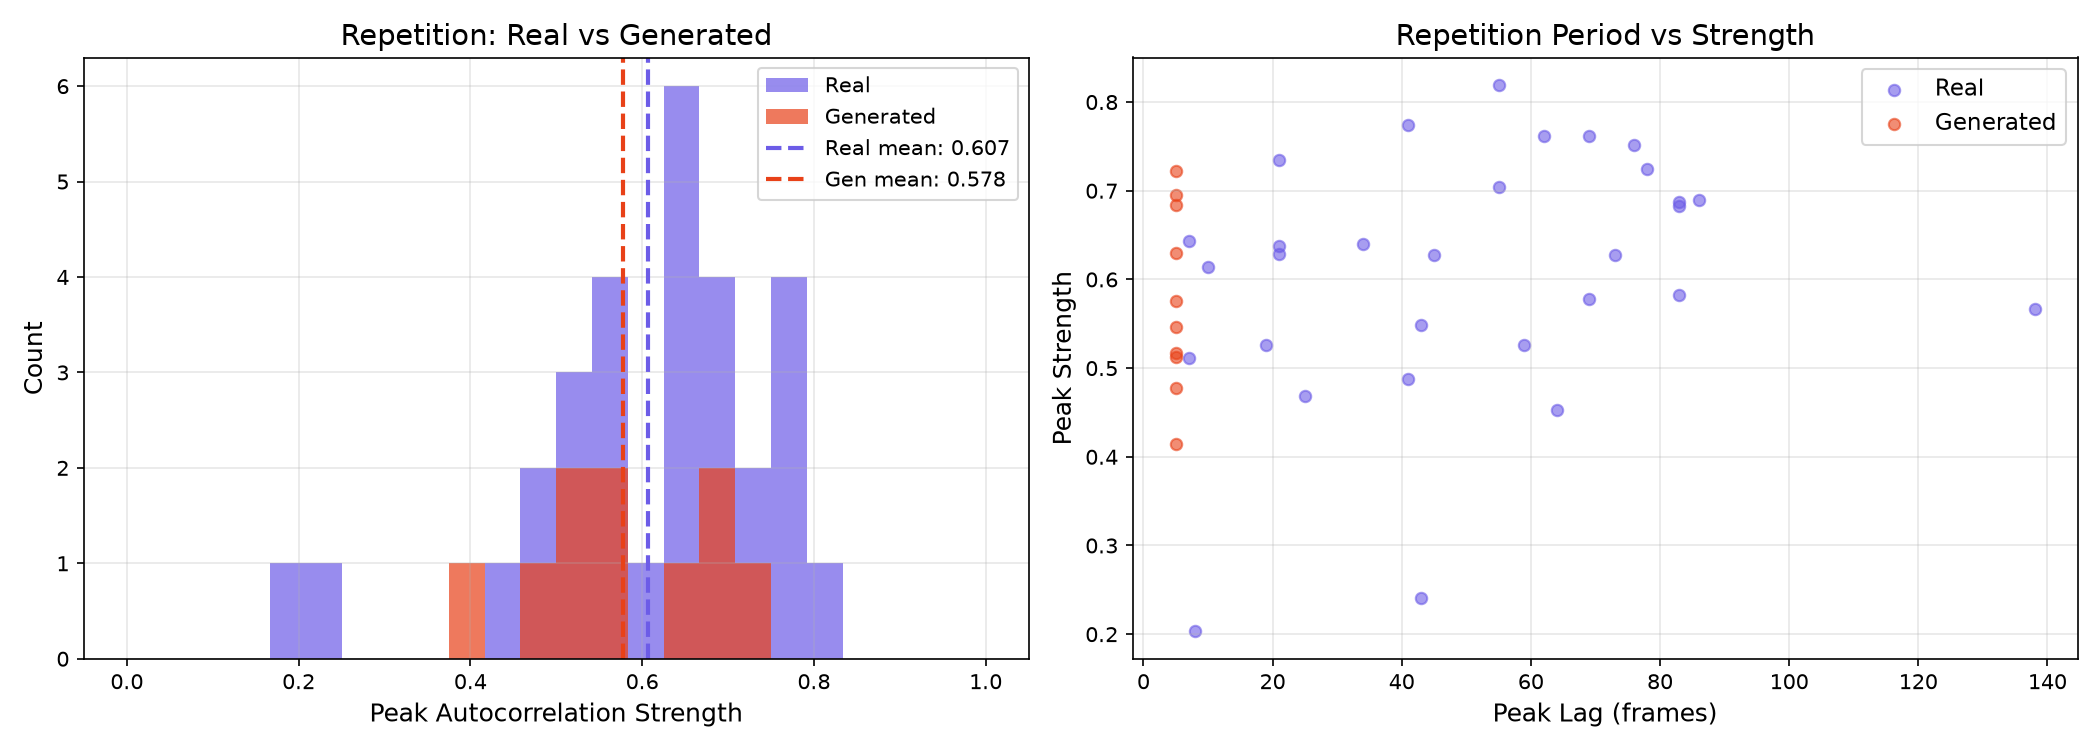 Repetition: Real vs Generated
Real
Generated
Real mean: 0.607
Gen mean: 0.578
Count
6
5
4
3
2
1
0
0.0 0.2 0.4 0.6 0.8 1.0
Peak Autocorrelation Strength
Repetition Period vs Strength
Real
Generated
Peak Strength
0.8
0.7
0.6
0.5
0.4
0.3
0.2
0 20 40 60 80 100 120 140
Peak Lag (frames)